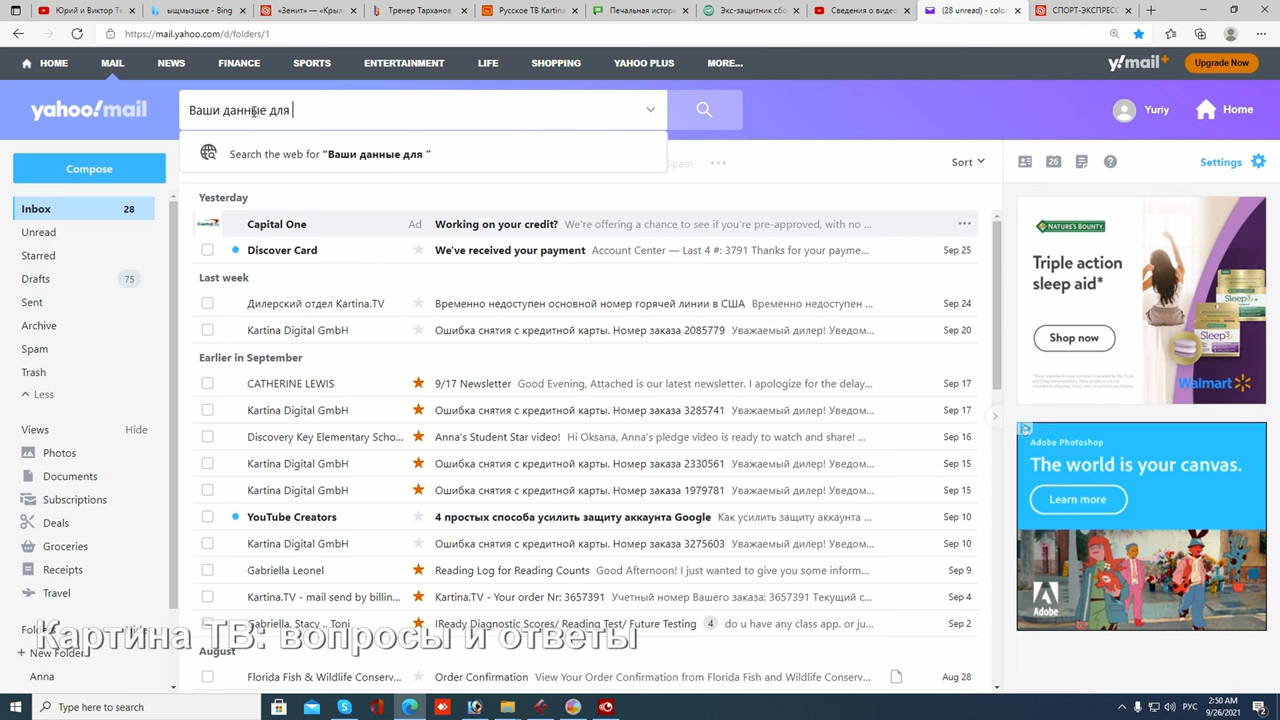 Юрий и Виктор Те
ыщмызшке - Bing
«Зенит» — «Крыль
Тренер Тарханов
Русское ТВ Kartina
Печальная истори
Экс-защитник сбо
Сведения о видео
(28 unread) - color
СПОРТ-ЭКСПРЕСС
https://mail.yahoo.com/d/folders/1
HOME MAIL NEWS FINANCE SPORTS ENTERTAINMENT LIFE SHOPPING YAHOO PLUS MORE...
y!mail+ Upgrade Now
yahoo!mail
Ваши данные для
Yuriy Home
Search the web for "Ваши данные для "
Compose
Spam
Sort
26
Settings
Inbox 28
Unread
Starred
Drafts 75
Sent
Archive
Spam
Trash
Less
Views Hide
Photos
Documents
Subscriptions
Deals
Groceries
Receipts
Travel
New Folder
Anna
Yesterday
Capital One Ad Working on your credit? We're offering a chance to see if you're pre-approved, with no ...
Discover Card We've received your payment Account Center — Last 4 #: 3791 Thanks for your payme... Sep 25
Last week
Дилерский отдел Kartina.TV Временно недоступен основной номер горячей линии в США Временно недоступен ... Sep 24
Kartina Digital GmbH Ошибка снятия с кредитной карты. Номер заказа 2085779 Уважаемый дилер! Уведом... Sep 20
Earlier in September
CATHERINE LEWIS 9/17 Newsletter Good Evening, Attached is our latest newsletter. I apologize for the delay... Sep 17
Kartina Digital GmbH Ошибка снятия с кредитной карты. Номер заказа 3285741 Уважаемый дилер! Уведом... Sep 17
Discovery Key Elementary Scho... Anna's Student Star video! Hi Oksana, Anna's pledge video is ready to watch and share! ... Sep 16
Kartina Digital GmbH Ошибка снятия с кредитной карты. Номер заказа 2330561 Уважаемый дилер! Уведом... Sep 15
Kartina Digital GmbH Ошибка снятия с кредитной карты. Номер заказа 1979781 Уважаемый дилер! Уведом... Sep 15
YouTube Creators 4 простых способа усилить защиту аккаунта Google Как усилить защиту аккаунта ... Sep 10
Kartina Digital GmbH Ошибка снятия с кредитной карты. Номер заказа 3275603 Уважаемый дилер! Уведом... Sep 10
Gabriella Leonel Reading Log for Reading Counts Good Afternoon! I just wanted to give you some inform... Sep 9
Kartina.TV - mail send by billin... Kartina.TV - Your order Nr: 3657391 Учетный номер Вашего заказа: 3657391 Текущий с... Sep 4
Gabriella, Stacy .. Toni IReady Diagnostic Scores/ Reading Test/ Future Testing 4 do u have any class app. or ju... Sep 2
August
Florida Fish & Wildlife Conserv... Order Confirmation View Your Order Confirmation from Florida Fish and Wildlife Conserv... Aug 28
Картина ТВ: вопросы и ответы
NATURE'S BOUNTY
Triple action
sleep aid*
Shop now
Sleep3
Sleep3
Walmart
Adobe Photoshop
The world is your canvas.
Learn more
Adobe
Type here to search
РУС
2:50 AM
9/26/2021
2